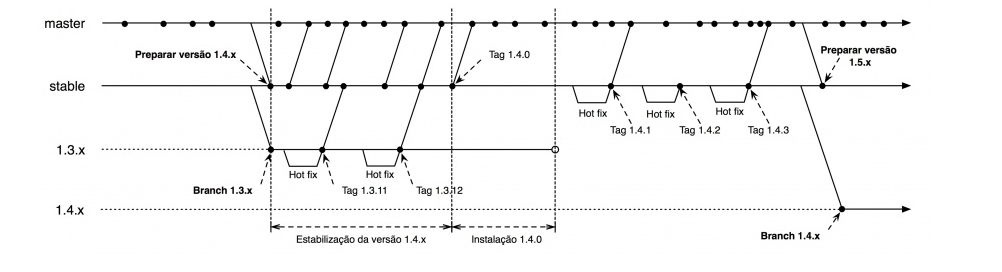 master
Preparar versão 1.4.x
Tag 1.4.0
Preparar versão
1.5.x
stable
Hot fix
Tag 1.4.1
Hot fix
Tag 1.4.2
Hot fix
Tag 1.4.3
1.3.x
Branch 1.3.x
Hot fix
Tag 1.3.11
Hot fix
Tag 1.3.12
1.4.x
Estabilização da versão 1.4.x
Instalação 1.4.0
Branch 1.4.x